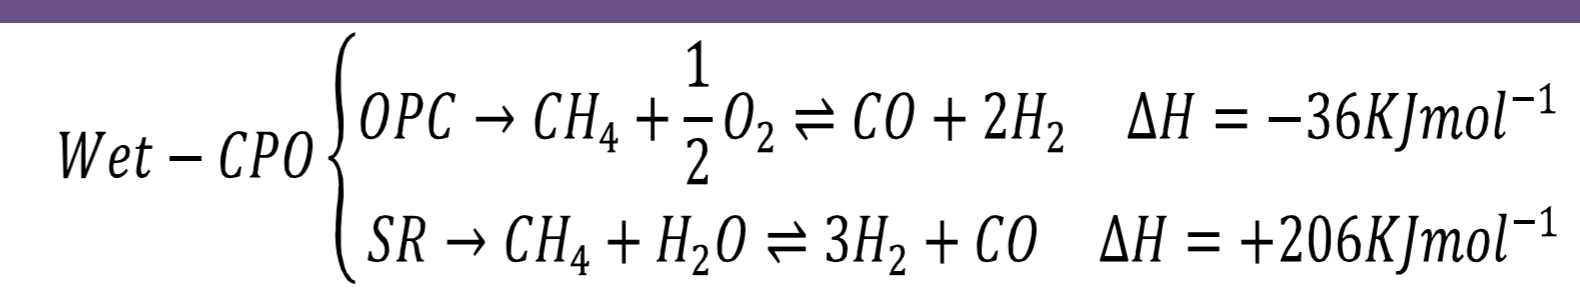 Wet − CPO
OPC → CH₄ + 1/2 O₂ ⇌ CO + 2H₂ ΔH = −36KJmol⁻¹
SR → CH₄ + H₂O ⇌ 3H₂ + CO ΔH = +206KJmol⁻¹